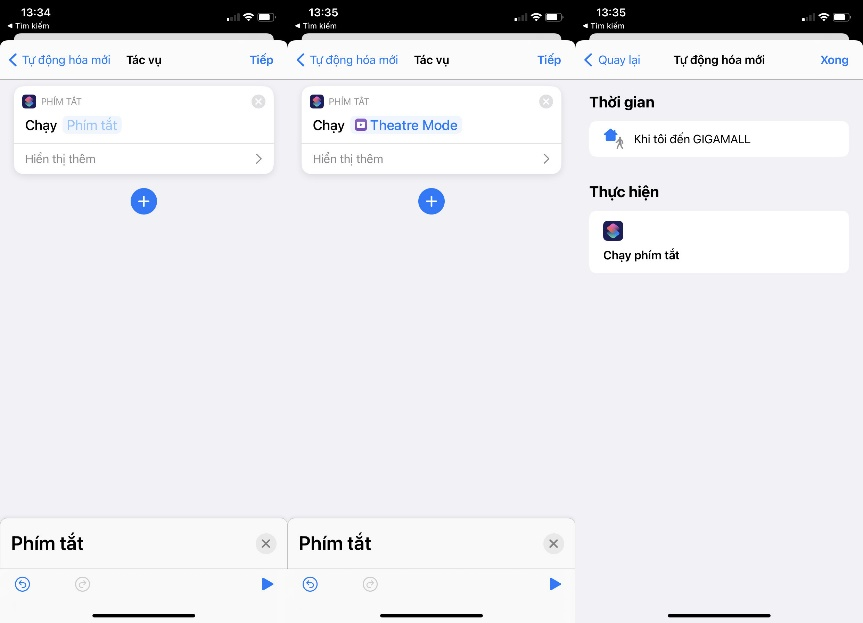 13:34
◀ Tìm kiếm
Tự động hóa mới
Tác vụ
Tiếp
PHÍM TẮT
Chạy Phím tắt
Hiển thị thêm
Phím tắt
13:35
◀ Tìm kiếm
Tự động hóa mới
Tác vụ
Tiếp
PHÍM TẮT
Chạy Theatre Mode
Hiển thị thêm
Phím tắt
13:35
◀ Tìm kiếm
Quay lại
Tự động hóa mới
Xong
Thời gian
Khi tôi đến GIGAMALL
Thực hiện
Chạy phím tắt